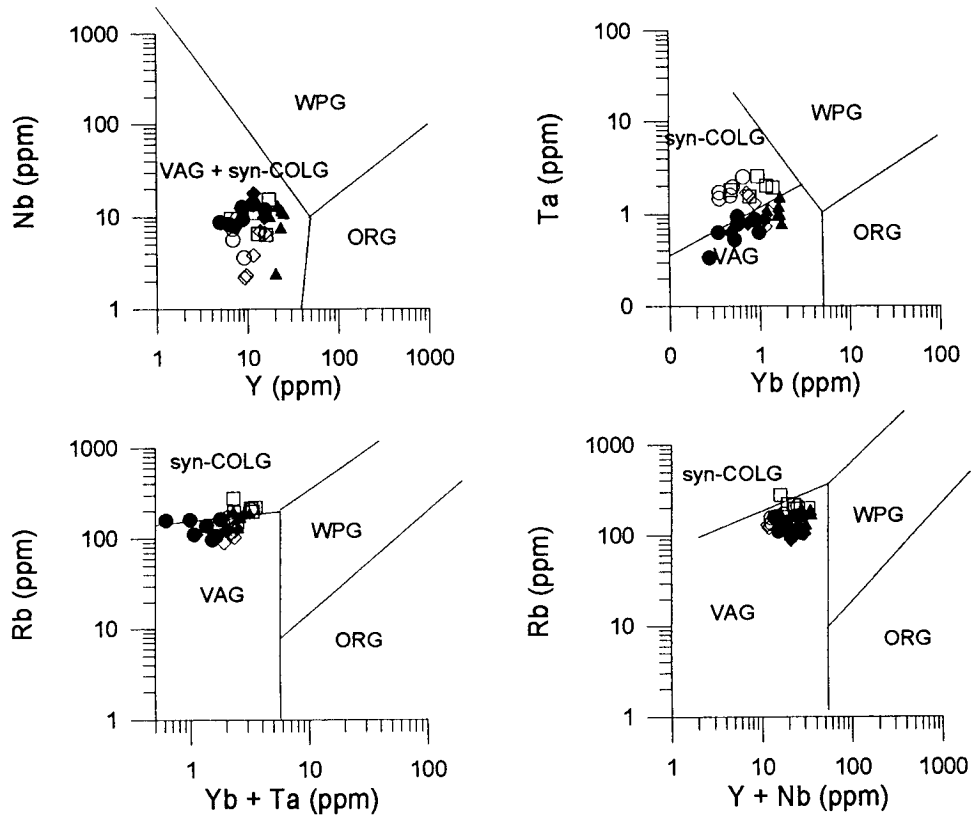 1000
100
10
1
Nb (ppm)
WPG
VAG + syn-COLG
ORG
1 10 100 1000
Y (ppm)
100
10
1
0
Ta (ppm)
syn-COLG
WPG
VAG
ORG
0 1 10 100
Yb (ppm)
1000
100
10
1
Rb (ppm)
syn-COLG
WPG
VAG
ORG
1 10 100
Yb + Ta (ppm)
1000
100
10
1
Rb (ppm)
syn-COLG
WPG
VAG
ORG
1 10 100 1000
Y + Nb (ppm)